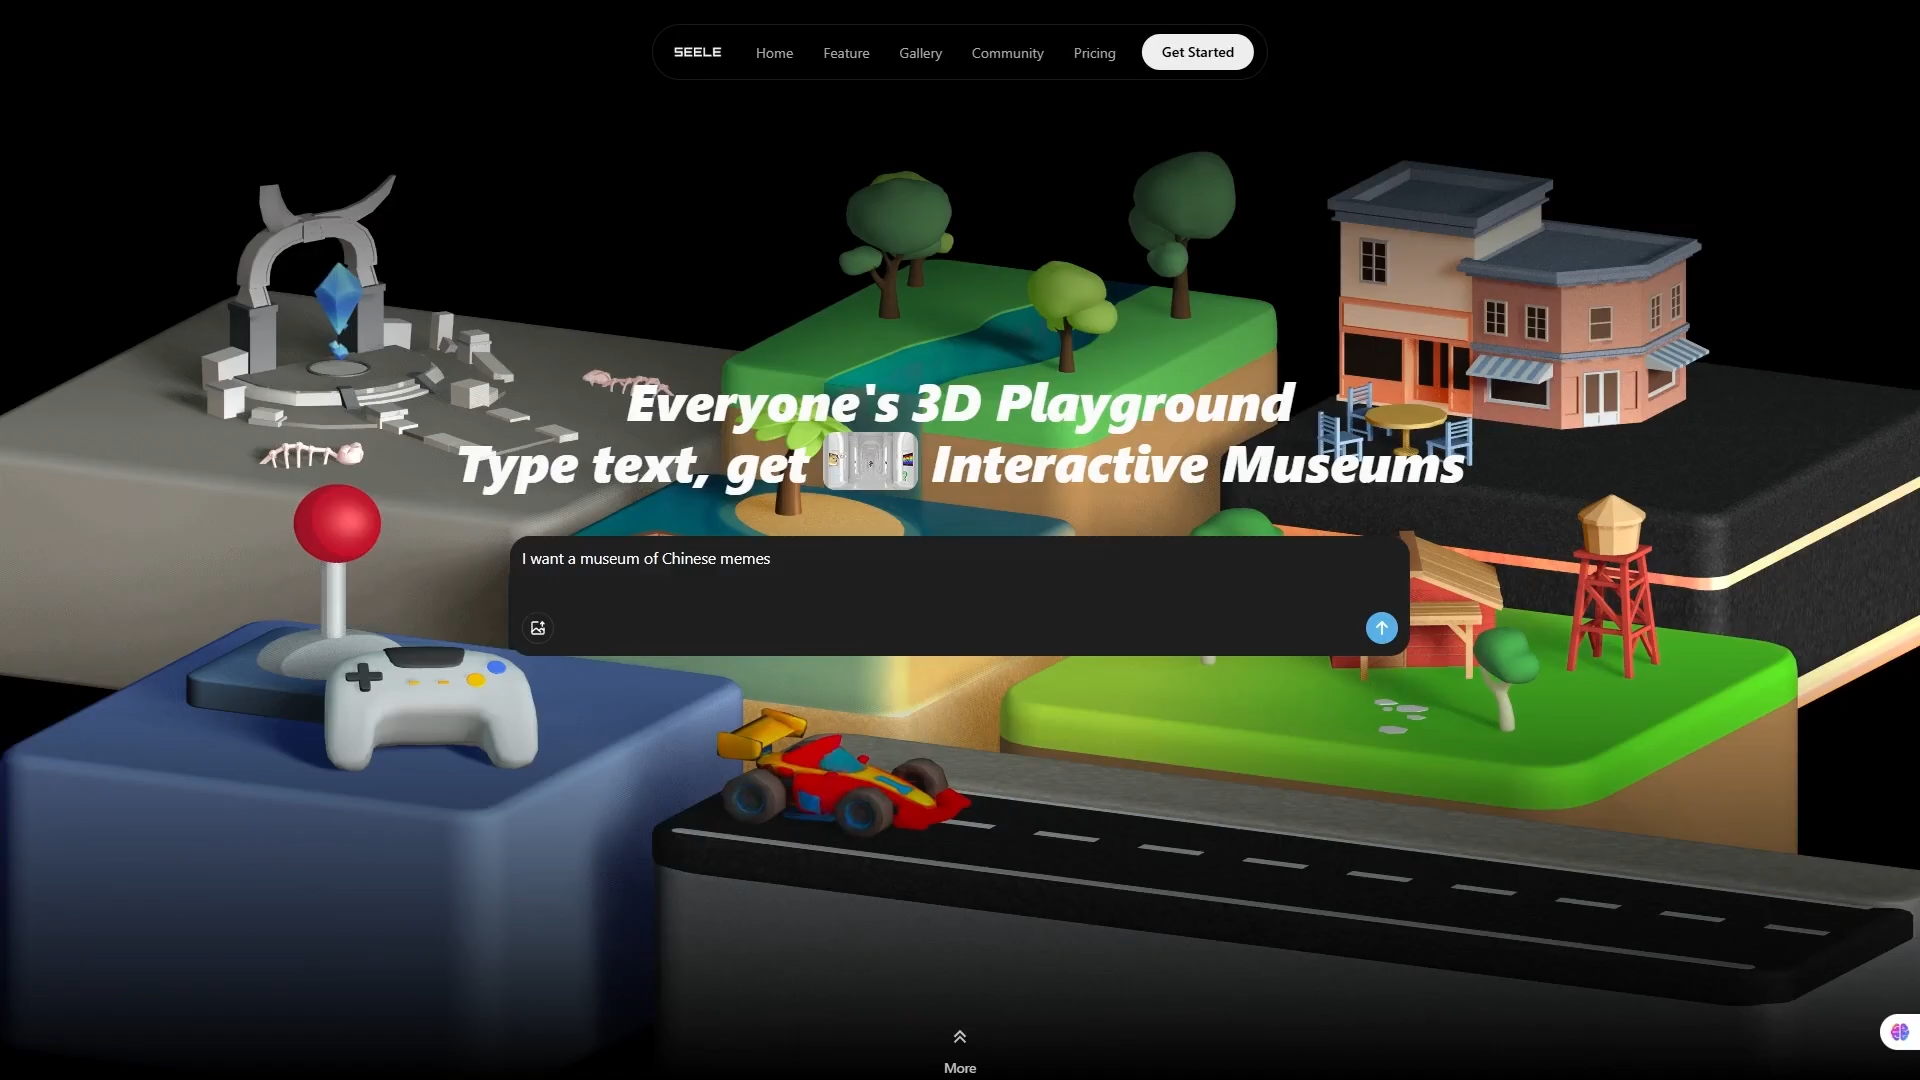 SEELE Home Feature Gallery Community Pricing Get Started
Everyone's 3D Playground
Type text, get Interactive Museums
I want a museum of Chinese memes
More